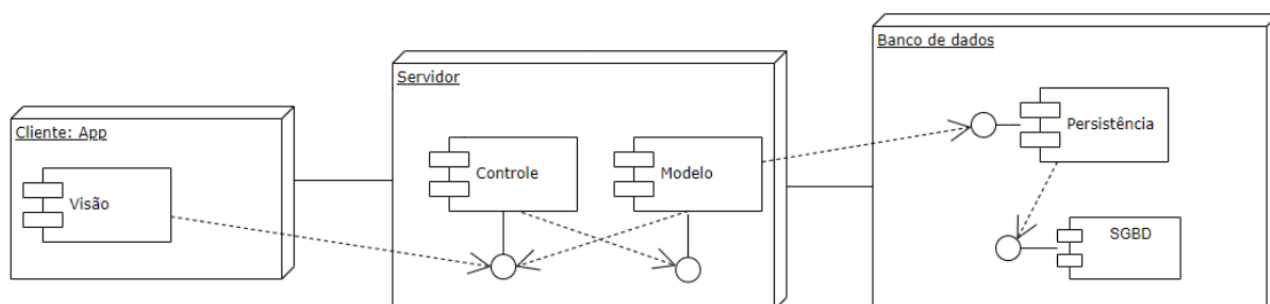 Cliente: App
Visão
Servidor
Controle
Modelo
Banco de dados
Persistência
SGBD